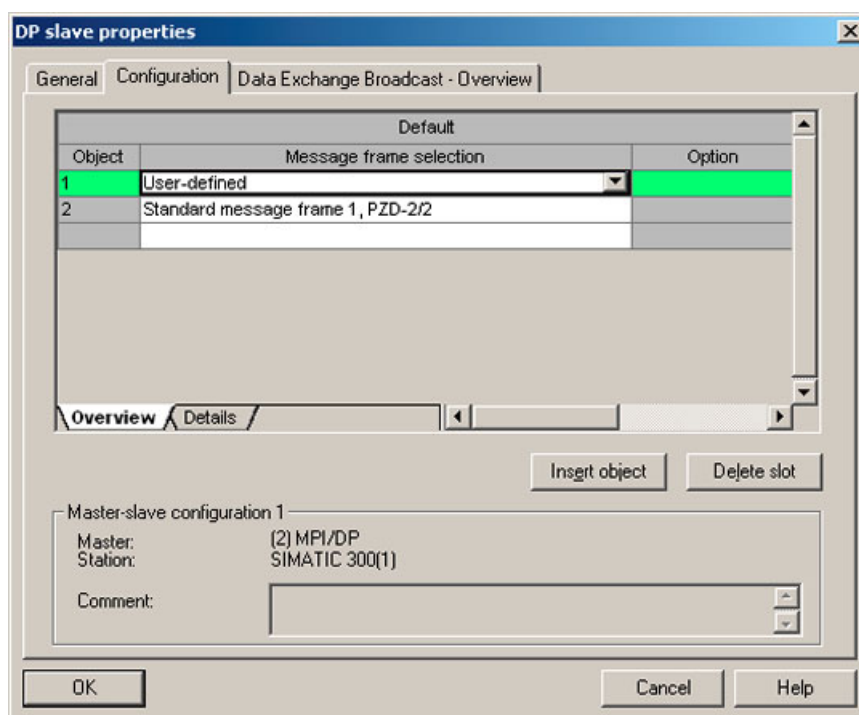 DP slave properties
General Configuration Data Exchange Broadcast - Overview
Default
Object Message frame selection Option
1 User-defined
2 Standard message frame 1, PZD-2/2
Overview Details
Insert object Delete slot
Master-slave configuration 1
Master: (2) MPI/DP
Station: SIMATIC 300(1)
Comment:
OK Cancel Help